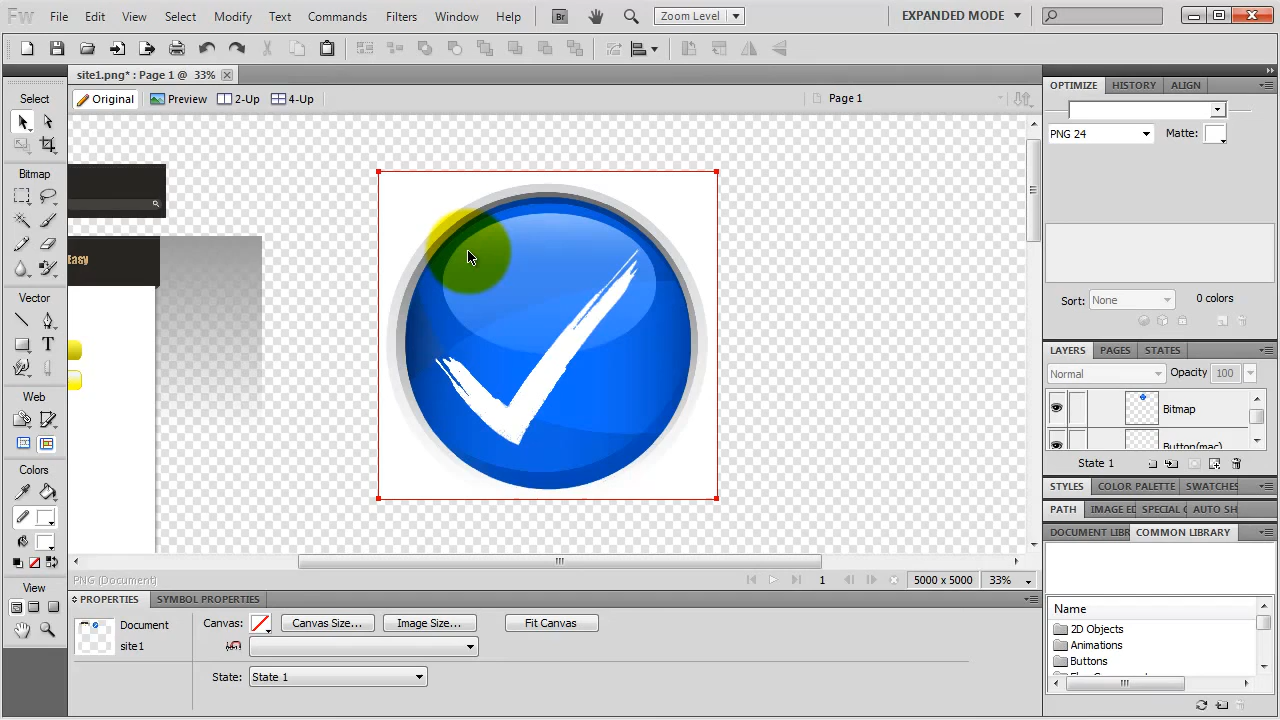 Fw File Edit View Select Modify Text Commands Filters Window Help Br Zoom Level EXPANDED MODE
site1.png* : Page 1 @ 33%
Original Preview 2-Up 4-Up Page 1
Select
Bitmap
Vector
Web
Colors
View
Easy
OPTIMIZE HISTORY ALIGN
PNG 24 Matte:
Sort: None 0 colors
LAYERS PAGES STATES
Normal Opacity 100
Bitmap
Button(mac)
State 1
STYLES COLOR PALETTE SWATCHES
PATH IMAGE ED SPECIAL AUTO SH
DOCUMENT LIBR COMMON LIBRARY
Name
2D Objects
Animations
Buttons
PNG (Document) 1 5000 x 5000 33%
PROPERTIES SYMBOL PROPERTIES
Document Canvas: Canvas Size... Image Size... Fit Canvas
site1
State: State 1